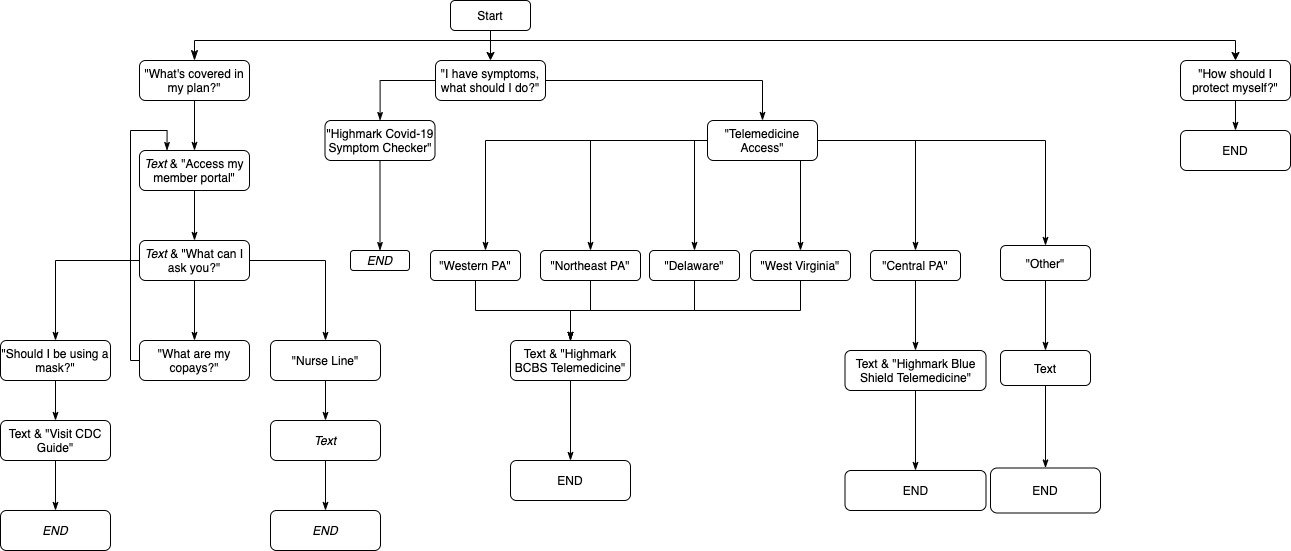 Start
"What's covered in
my plan?"
"I have symptoms,
what should I do?"
"How should I
protect myself?"
"Highmark Covid-19
Symptom Checker"
"Telemedicine
Access"
END
Text & "Access my
member portal"
Text & "What can I
ask you?"
END
"Western PA"
"Northeast PA"
"Delaware"
"West Virginia"
"Central PA"
"Other"
"Should I be using a
mask?"
"What are my
copays?"
"Nurse Line"
Text & "Highmark
BCBS Telemedicine"
Text & "Highmark Blue
Shield Telemedicine"
Text
Text & "Visit CDC
Guide"
Text
END
END
END
END
END